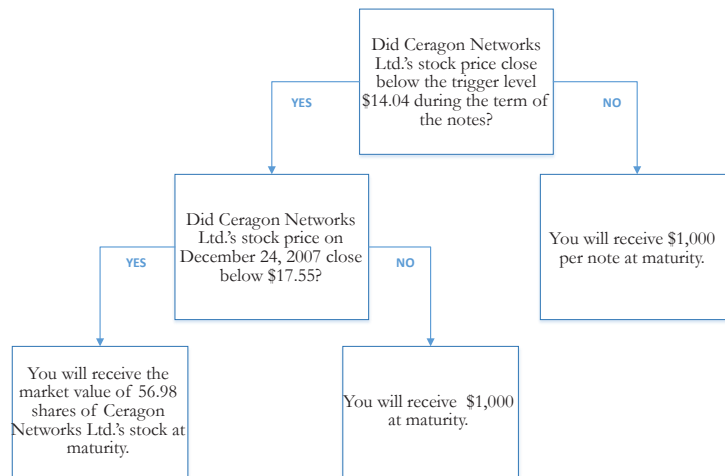 Did Ceragon Networks
Ltd.'s stock price close
below the trigger level
$14.04 during the term of
the notes?
YES
NO
Did Ceragon Networks
Ltd.'s stock price on
December 24, 2007 close
below $17.55?
You will receive $1,000
per note at maturity.
YES
NO
You will receive the
market value of 56.98
shares of Ceragon
Networks Ltd.'s stock at
maturity.
You will receive $1,000
at maturity.